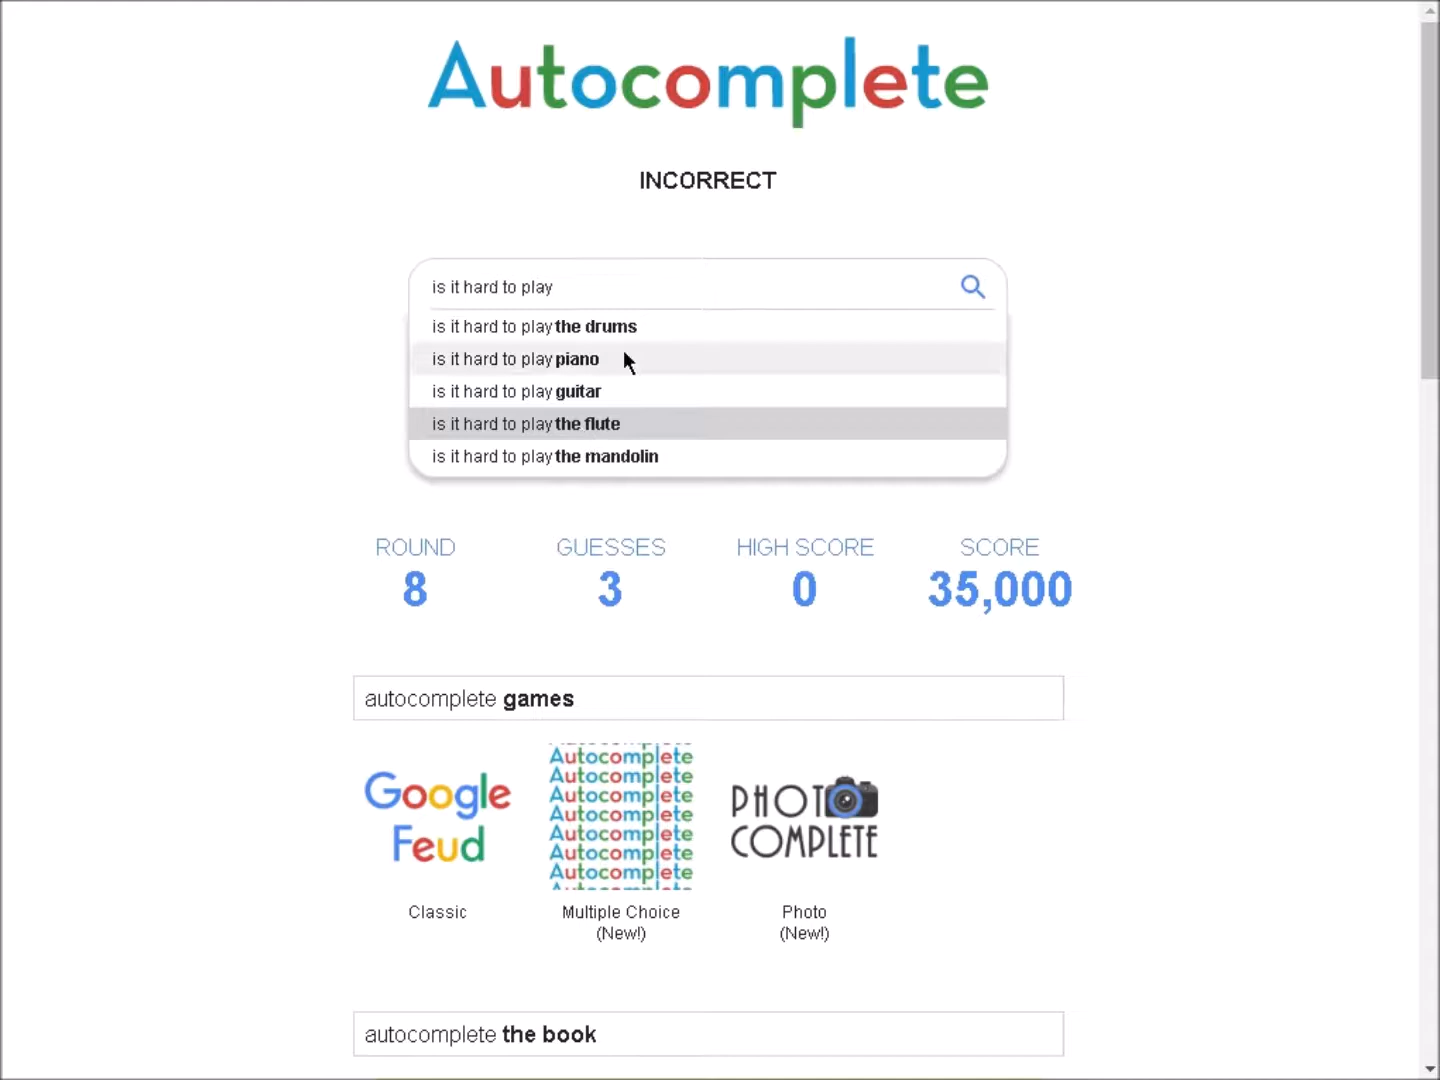 Autocomplete
INCORRECT
is it hard to play
is it hard to play the drums
is it hard to play piano
is it hard to play guitar
is it hard to play the flute
is it hard to play the mandolin
ROUND GUESSES HIGH SCORE SCORE
8 3 0 35,000
autocomplete games
Google
Feud
Autocomplete
Autocomplete
Autocomplete
Autocomplete
Autocomplete
Autocomplete
Autocomplete
PHOTO
COMPLETE
Classic
Multiple Choice
(New!)
Photo
(New!)
autocomplete the book